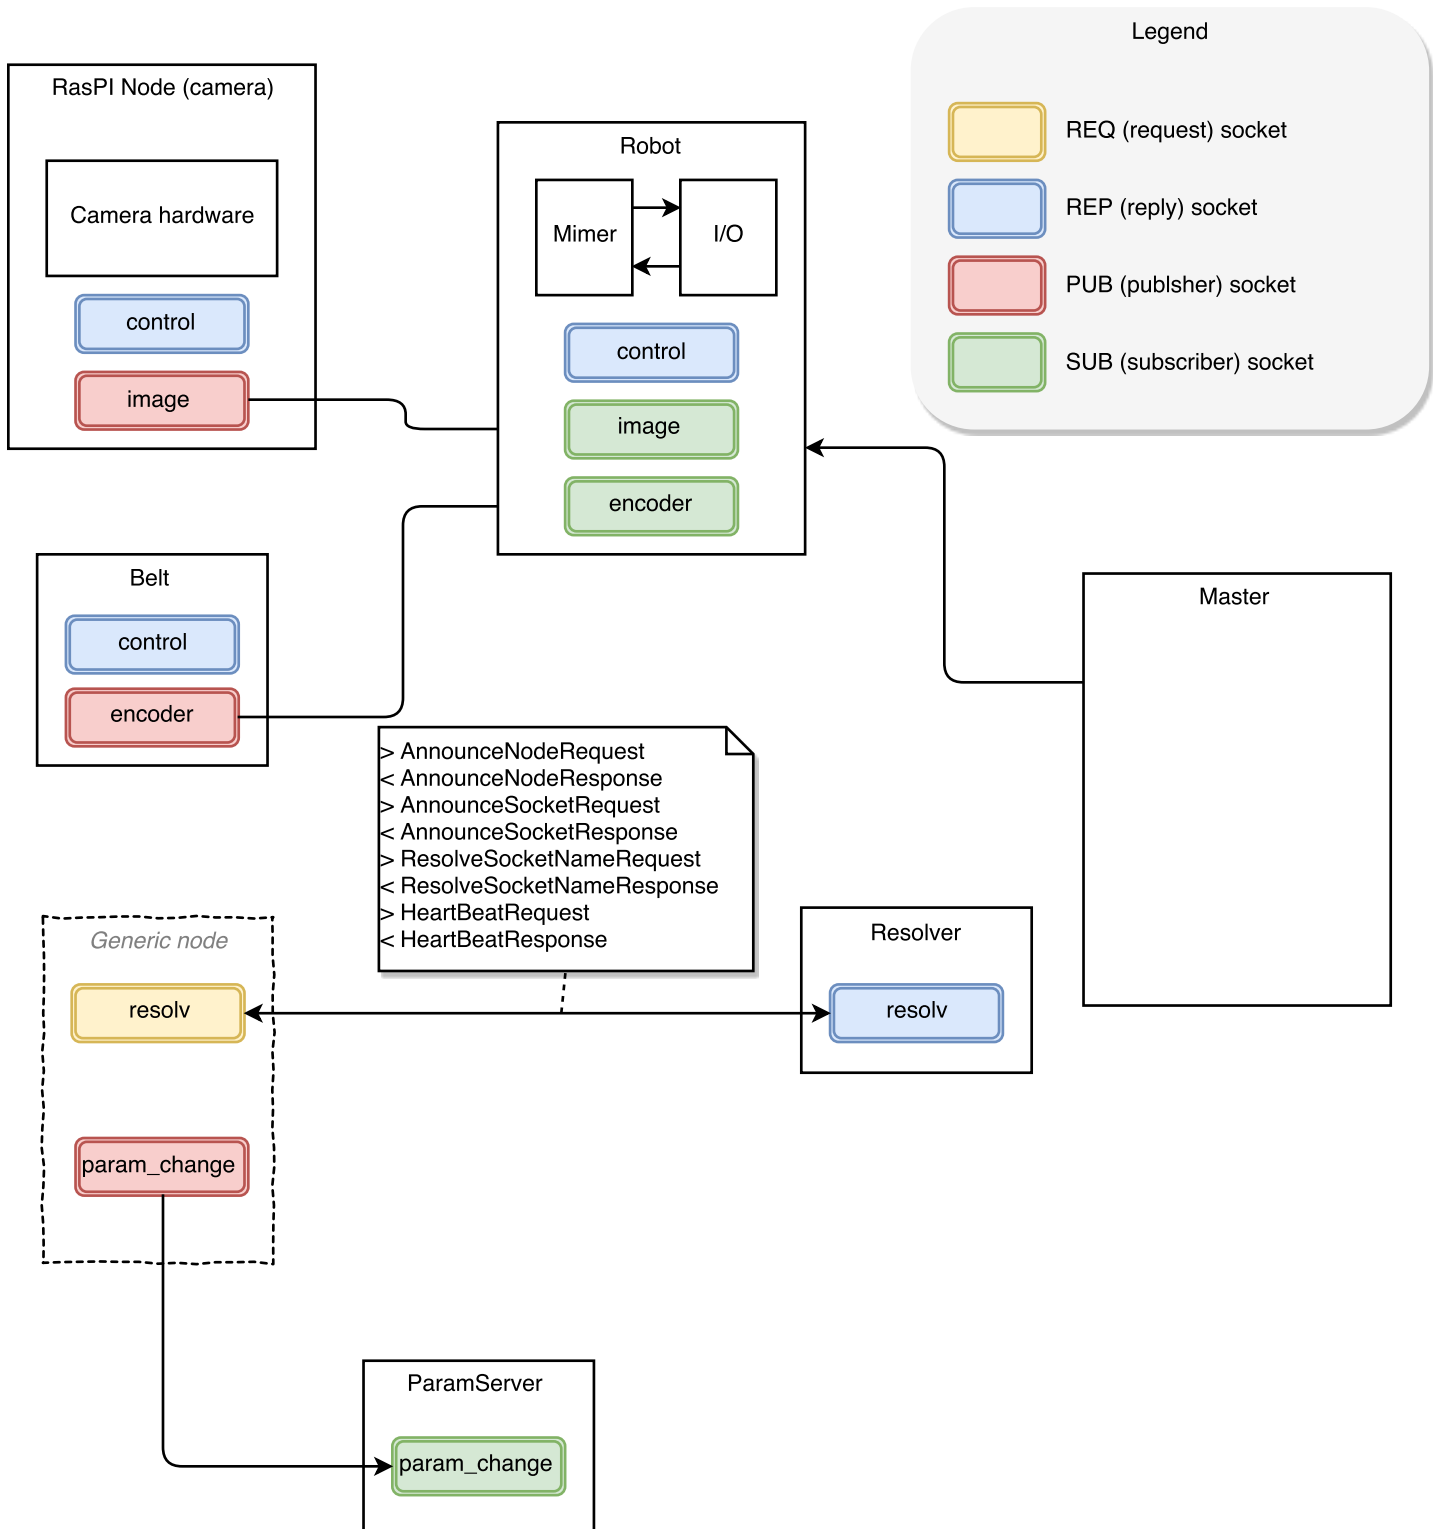 Legend
REQ (request) socket
REP (reply) socket
PUB (publsher) socket
SUB (subscriber) socket
RasPI Node (camera)
Camera hardware
control
image
Robot
Mimer
I/O
control
image
encoder
Belt
control
encoder
Master
> AnnounceNodeRequest
< AnnounceNodeResponse
> AnnounceSocketRequest
< AnnounceSocketResponse
> ResolveSocketNameRequest
< ResolveSocketNameResponse
> HeartBeatRequest
< HeartBeatResponse
Generic node
resolv
param_change
Resolver
resolv
ParamServer
param_change